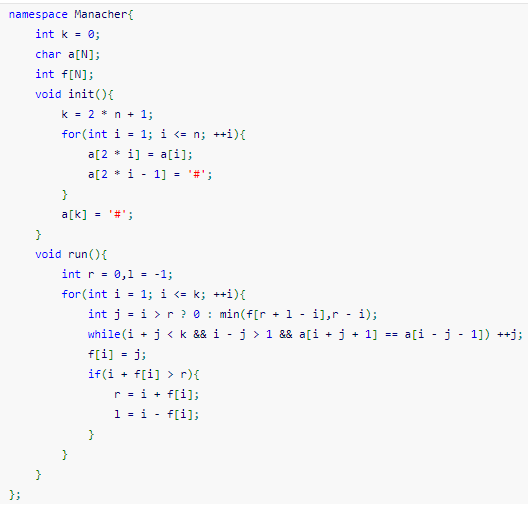 namespace Manacher{
    int k = 0;
    char a[N];
    int f[N];
    void init(){
        k = 2 * n + 1;
        for(int i = 1; i <= n; ++i){
            a[2 * i] = a[i];
            a[2 * i - 1] = '#';
        }
        a[k] = '#';
    }
    void run(){
        int r = 0,l = -1;
        for(int i = 1; i <= k; ++i){
            int j = i > r ? 0 : min(f[r + l - i],r - i);
            while(i + j < k && i - j > 1 && a[i + j + 1] == a[i - j - 1]) ++j;
            f[i] = j;
            if(i + f[i] > r){
                r = i + f[i];
                l = i - f[i];
            }
        }
    }
};